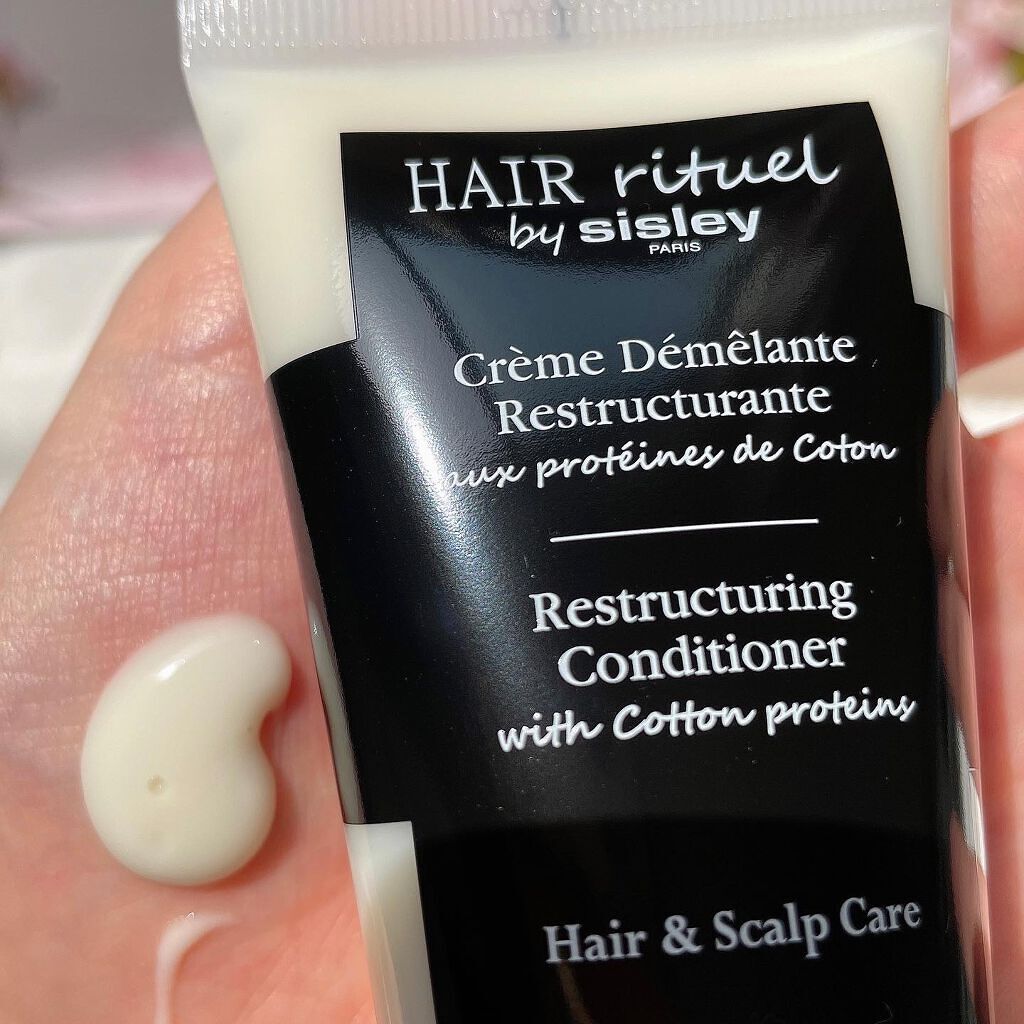 HAIR rituel
by sisley
PARIS
Crème Démêlante
Restructurante
aux protéines de Coton
Restructuring
Conditioner
with Cotton proteins
Hair & Scalp Care